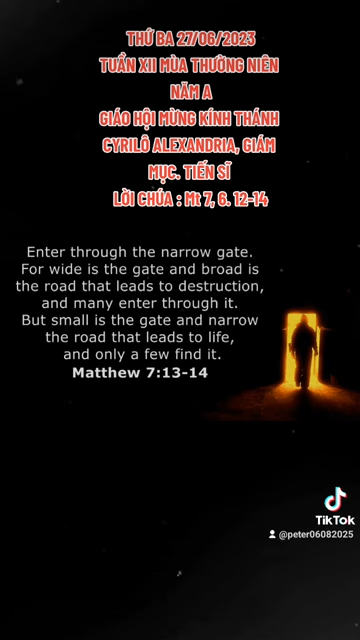 THỨ BA 27/06/2023
TUẦN XII MÙA THƯỜNG NIÊN
NĂM A
GIÁO HỘI MỪNG KÍNH THÁNH
CYRILÔ ALEXANDRIA, GIÁM
MỤC. TIẾN SĨ
LỜI CHÚA : Mt 7, 6. 12-14
Enter through the narrow gate.
For wide is the gate and broad is
the road that leads to destruction,
and many enter through it.
But small is the gate and narrow
the road that leads to life,
and only a few find it.
Matthew 7:13-14
TikTok
@peter06082025